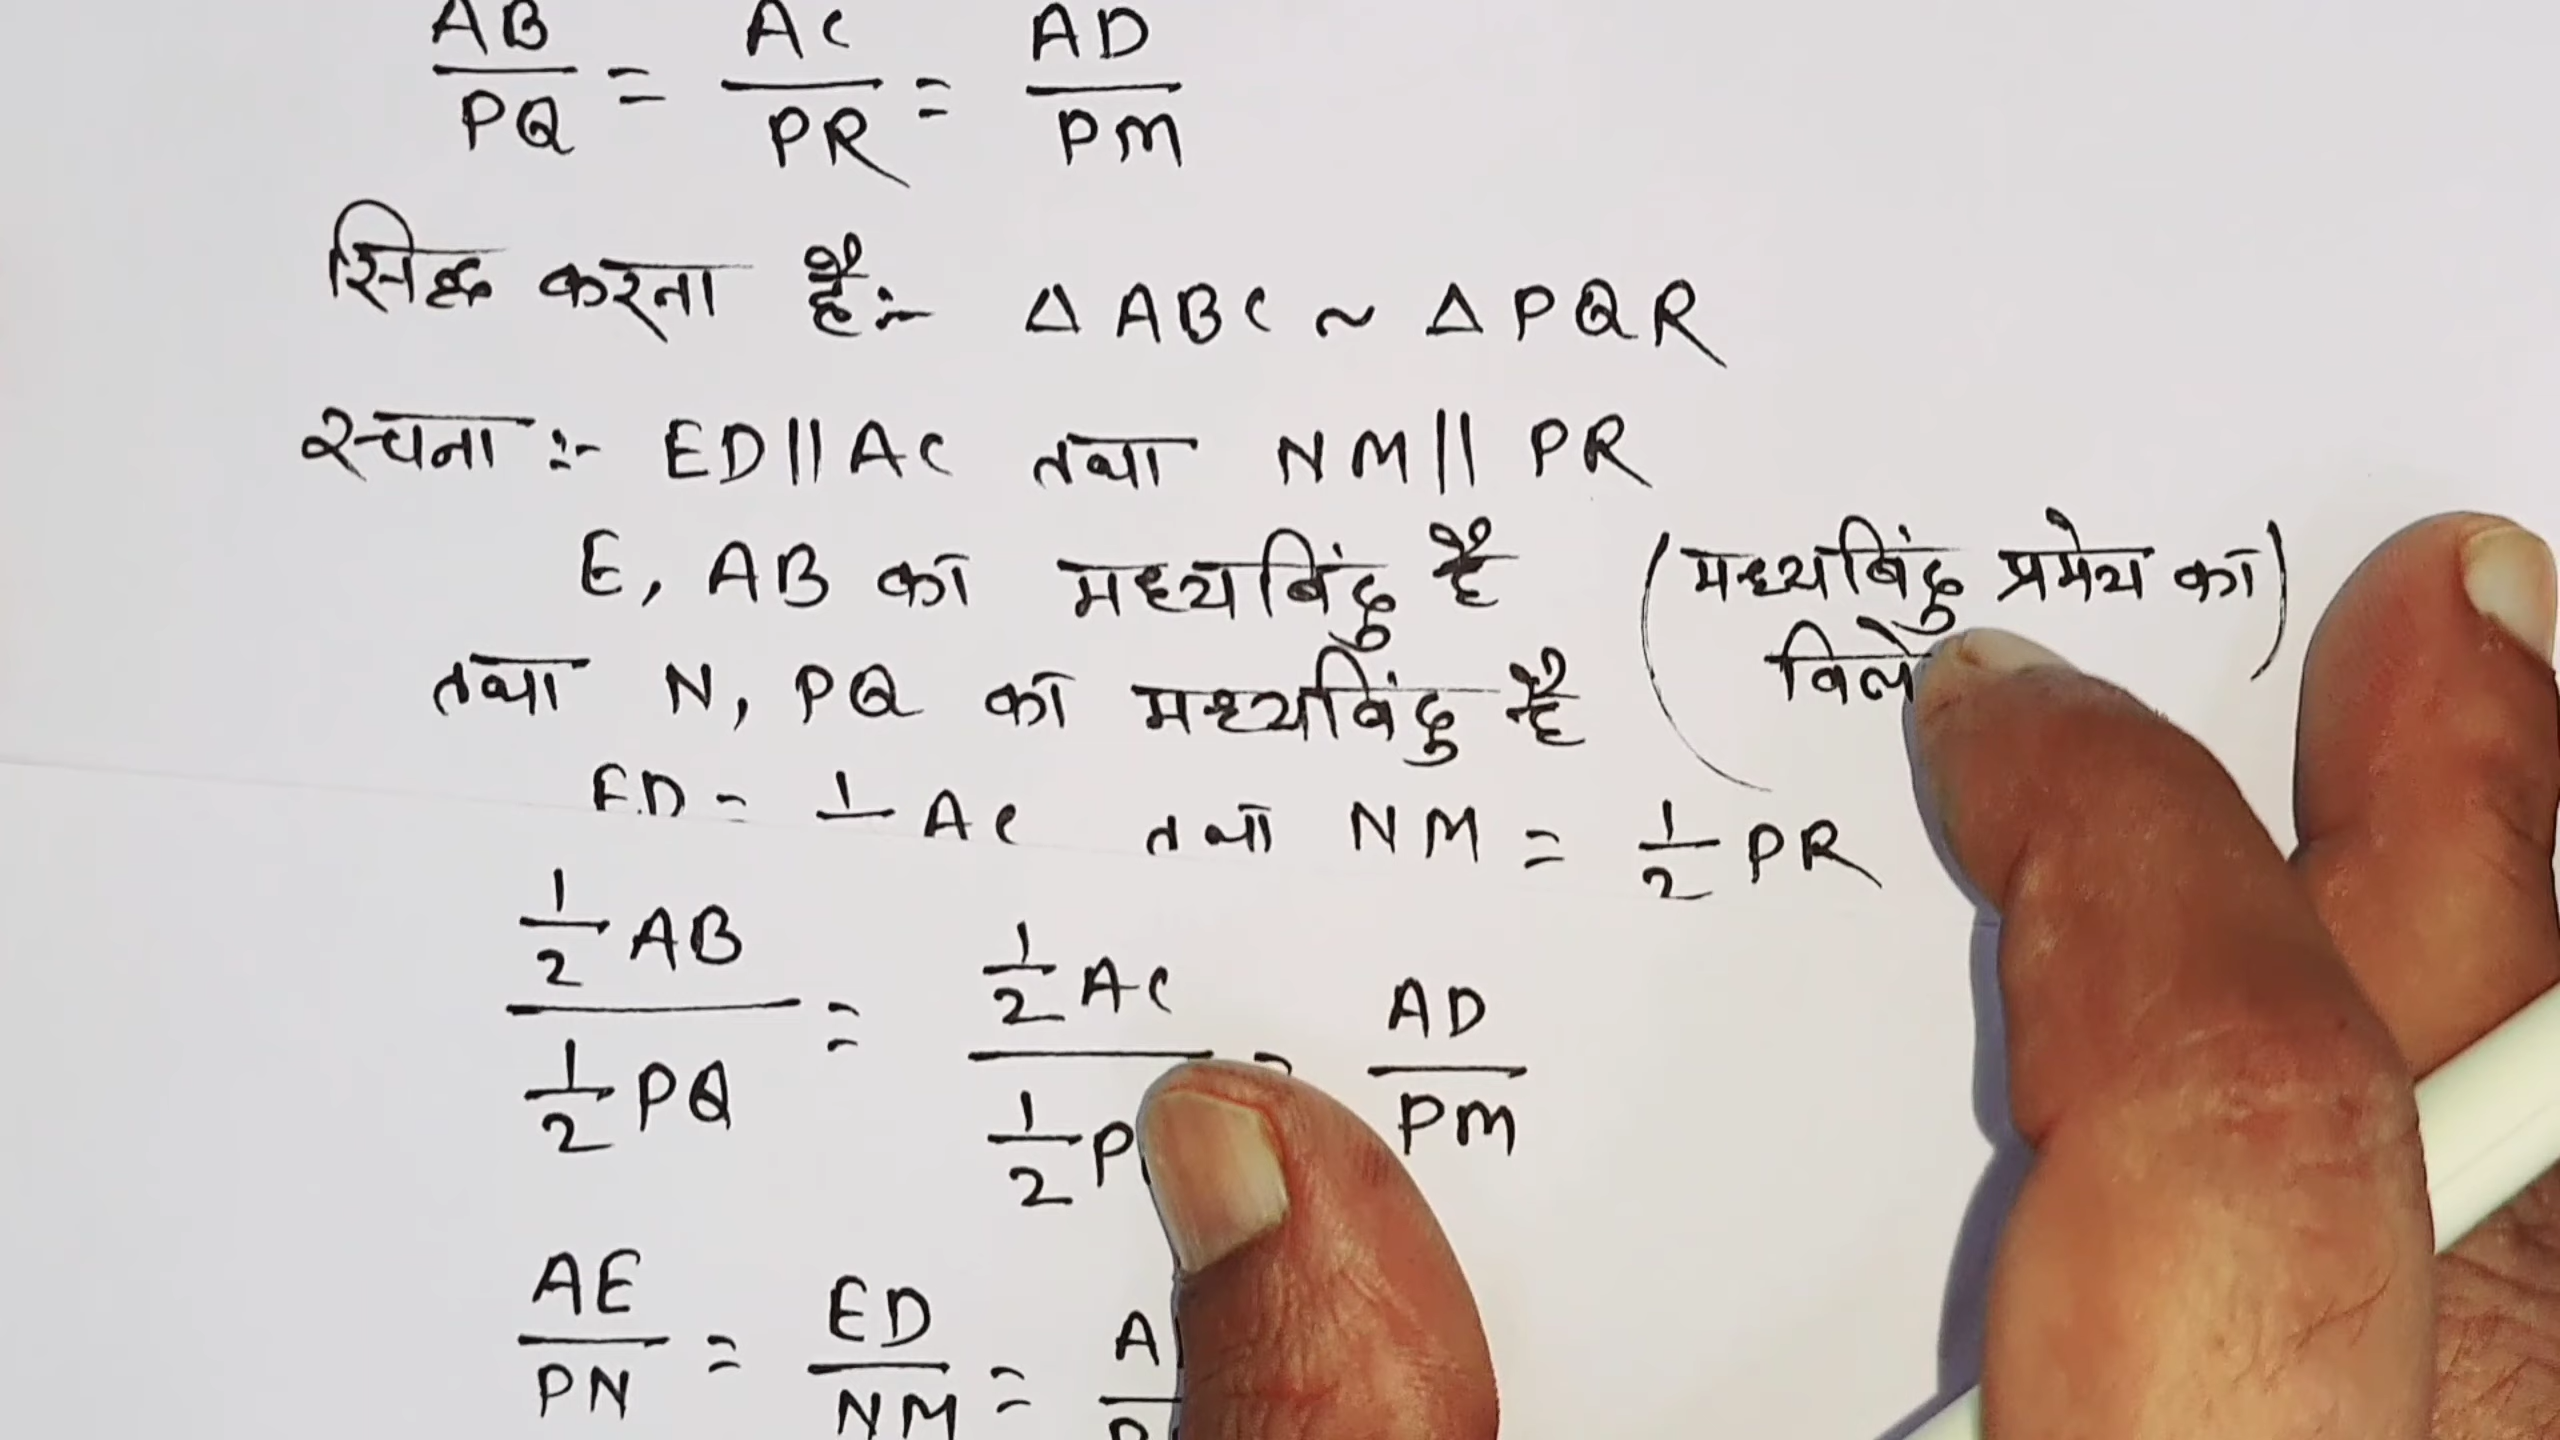 AB/PQ = AC/PR = AD/PM
सिद्ध करना है:- Δ ABC ~ Δ PQR
रचना :- ED || AC तथा NM || PR
E, AB का मध्यबिंदु है (मध्यबिंदु प्रमेय का
तथा N, PQ का मध्यबिंदु है
ED = 1/ AC तथा NM = 1/2 PR
1/2 AB / 1/2 PQ = 1/2 AC / 1/2 P = AD/PM
AE/PN = ED/NM =